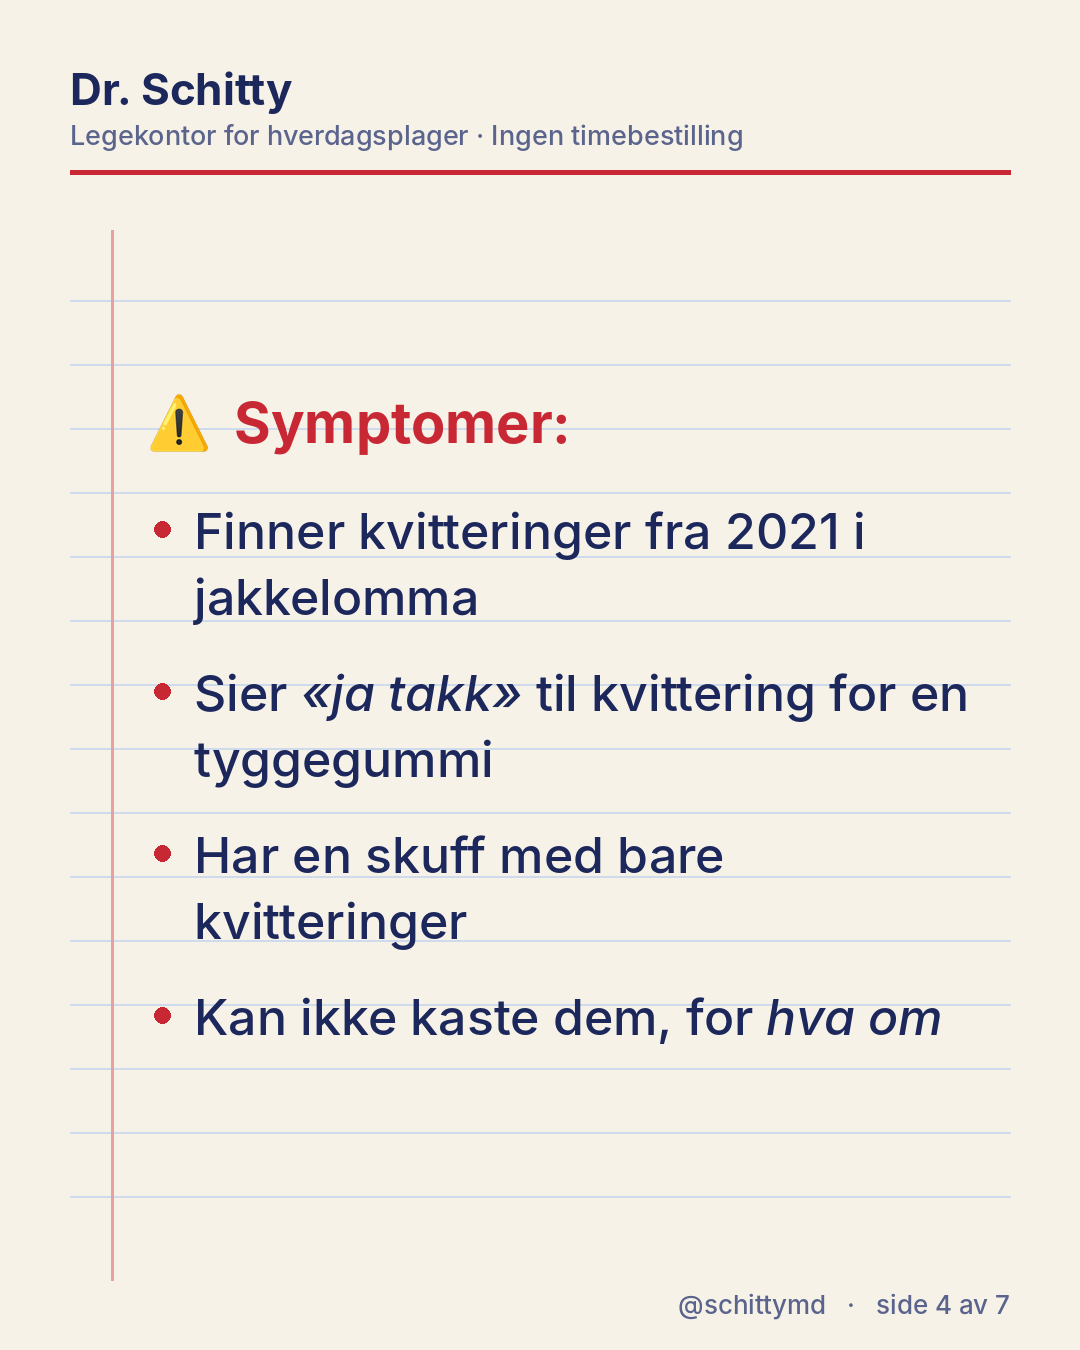 Dr. Schitty
Legekontor for hverdagsplager · Ingen timebestilling
⚠️ Symptomer:
• Finner kvitteringer fra 2021 i
jakkelomma
• Sier «ja takk» til kvittering for en
tyggegummi
• Har en skuff med bare
kvitteringer
• Kan ikke kaste dem, for hva om
@schittymd · side 4 av 7